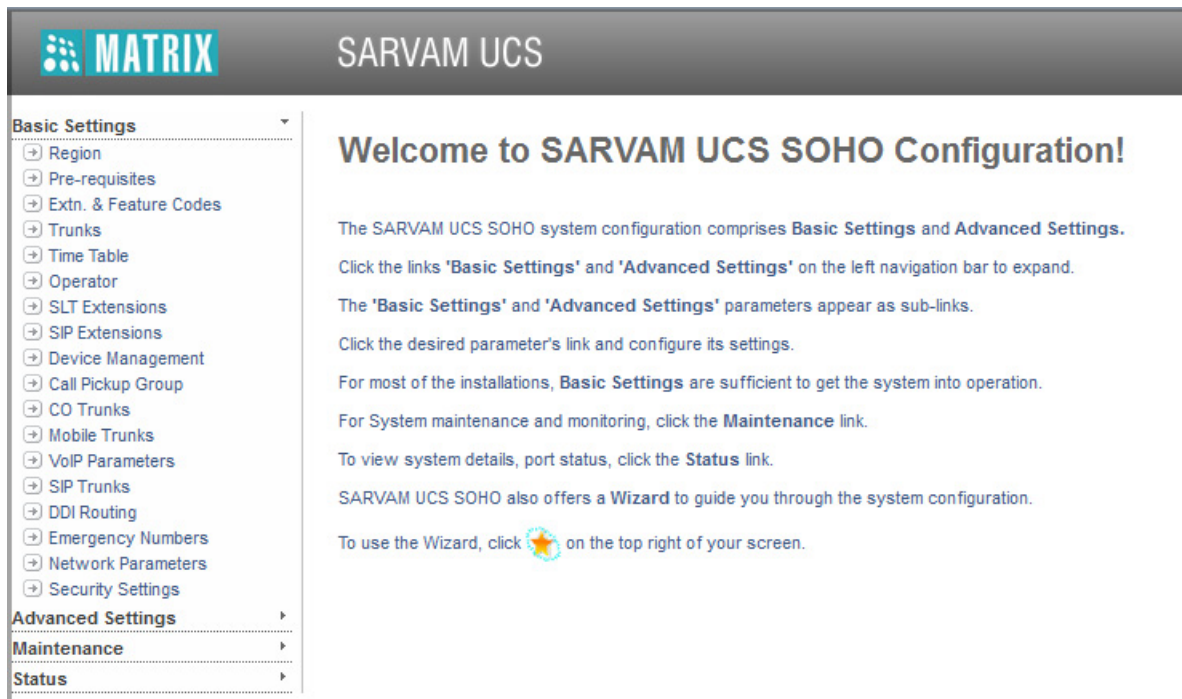 MATRIX
SARVAM UCS
Basic Settings
Region
Pre-requisites
Extn. & Feature Codes
Trunks
Time Table
Operator
SLT Extensions
SIP Extensions
Device Management
Call Pickup Group
CO Trunks
Mobile Trunks
VoIP Parameters
SIP Trunks
DDI Routing
Emergency Numbers
Network Parameters
Security Settings
Advanced Settings
Maintenance
Status
Welcome to SARVAM UCS SOHO Configuration!
The SARVAM UCS SOHO system configuration comprises Basic Settings and Advanced Settings.
Click the links 'Basic Settings' and 'Advanced Settings' on the left navigation bar to expand.
The 'Basic Settings' and 'Advanced Settings' parameters appear as sub-links.
Click the desired parameter's link and configure its settings.
For most of the installations, Basic Settings are sufficient to get the system into operation.
For System maintenance and monitoring, click the Maintenance link.
To view system details, port status, click the Status link.
SARVAM UCS SOHO also offers a Wizard to guide you through the system configuration.
To use the Wizard, click on the top right of your screen.